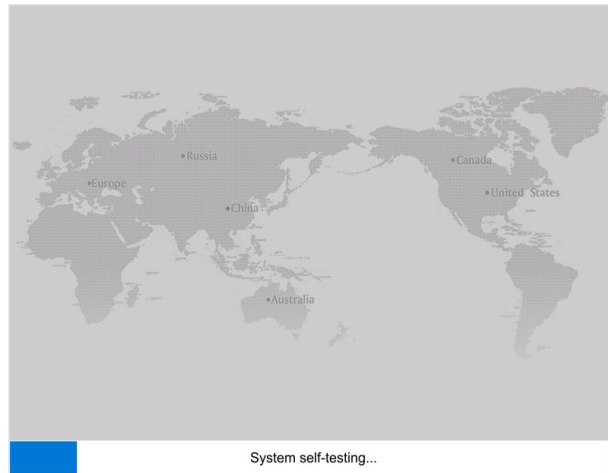 Russia
Canada
Europe
United States
China
Australia
System self-testing...